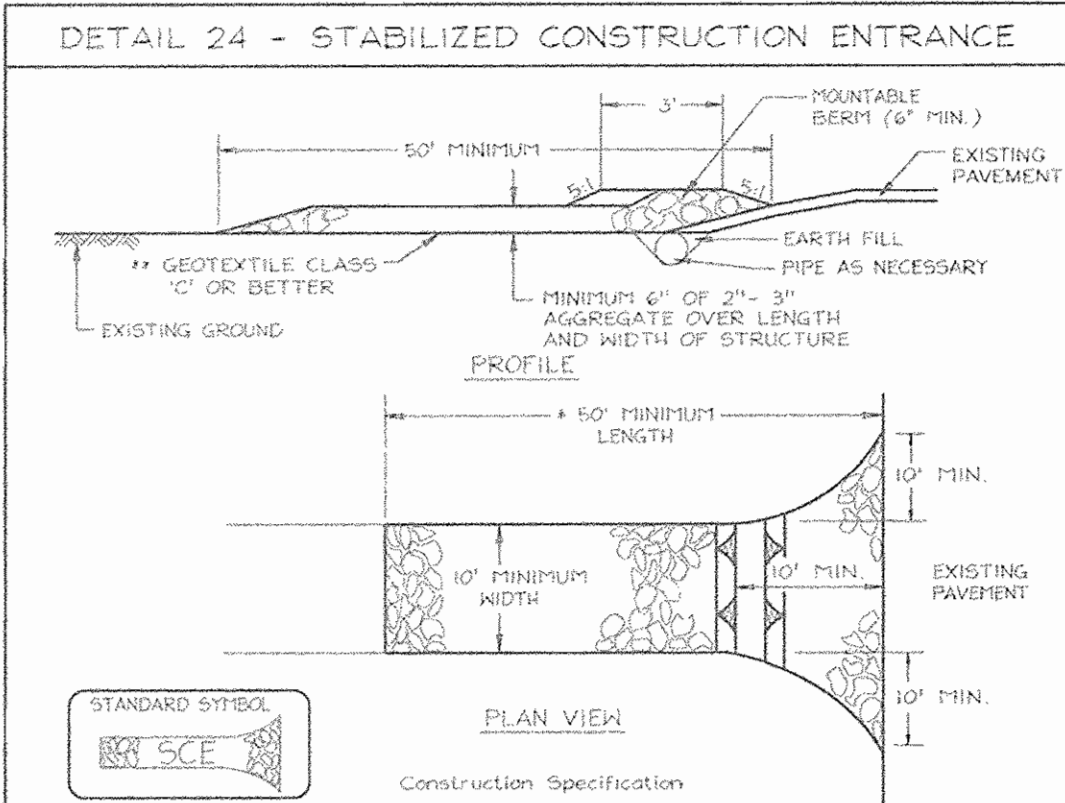 DETAIL 24 - STABILIZED CONSTRUCTION ENTRANCE
3'
MOUNTABLE
BERM (6" MIN.)
50' MINIMUM
EXISTING
PAVEMENT
5:1
5:1
EARTH FILL
** GEOTEXTILE CLASS
'C' OR BETTER
PIPE AS NECESSARY
MINIMUM 6" OF 2"- 3"
AGGREGATE OVER LENGTH
AND WIDTH OF STRUCTURE
EXISTING GROUND
PROFILE
* 50' MINIMUM
LENGTH
10' MIN.
10' MINIMUM
WIDTH
10' MIN.
EXISTING
PAVEMENT
10' MIN.
STANDARD SYMBOL
SCE
PLAN VIEW
Construction Specification